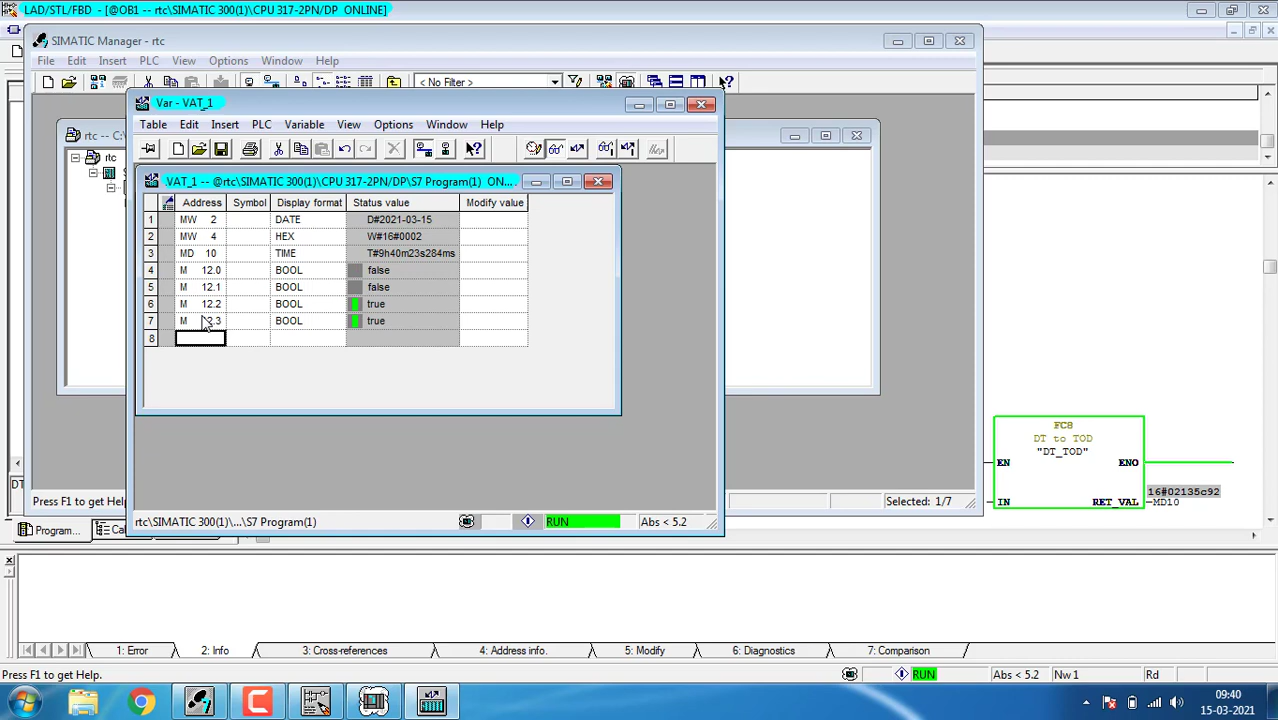 LAD/STL/FBD - [@OB1 -- rtc\SIMATIC 300(1)\CPU 317-2PN/DP ONLINE]
SIMATIC Manager - rtc
File Edit Insert PLC View Options Window Help
< No Filter >
Var - VAT_1
rtc -- C:\
Table Edit Insert PLC Variable View Options Window Help
rtc
VAT_1 -- @rtc\SIMATIC 300(1)\CPU 317-2PN/DP\S7 Program(1) ON...
Address Symbol Display format Status value Modify value
1 MW 2 DATE D#2021-03-15
2 MW 4 HEX W#16#0002
3 MD 10 TIME T#9h40m23s284ms
4 M 12.0 BOOL false
5 M 12.1 BOOL false
6 M 12.2 BOOL true
7 M 2.3 BOOL true
8
FC8
DT to TOD
"DT_TOD"
EN ENO
16#02135c92
IN RET_VAL MD10
DT
Press F1 to get Help
Selected: 1/7
rtc\SIMATIC 300(1)\...\S7 Program(1) RUN Abs < 5.2
Program... Cal
1: Error 2: Info 3: Cross-references 4: Address info. 5: Modify 6: Diagnostics 7: Comparison
Press F1 to get Help. RUN Abs < 5.2 Nw 1 Rd
09:40
15-03-2021